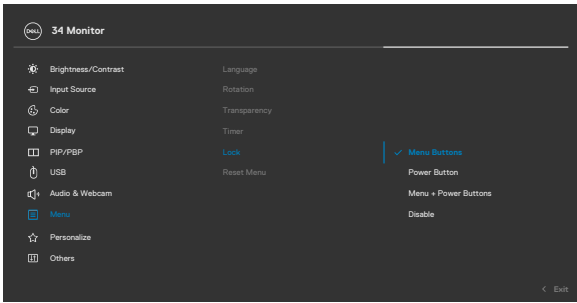 DELL 34 Monitor
Brightness/Contrast
Input Source
Color
Display
PIP/PBP
USB
Audio & Webcam
Menu
Personalize
Others
Language
Rotation
Transparency
Timer
Lock
Reset Menu
Menu Buttons
Power Button
Menu + Power Buttons
Disable
Exit